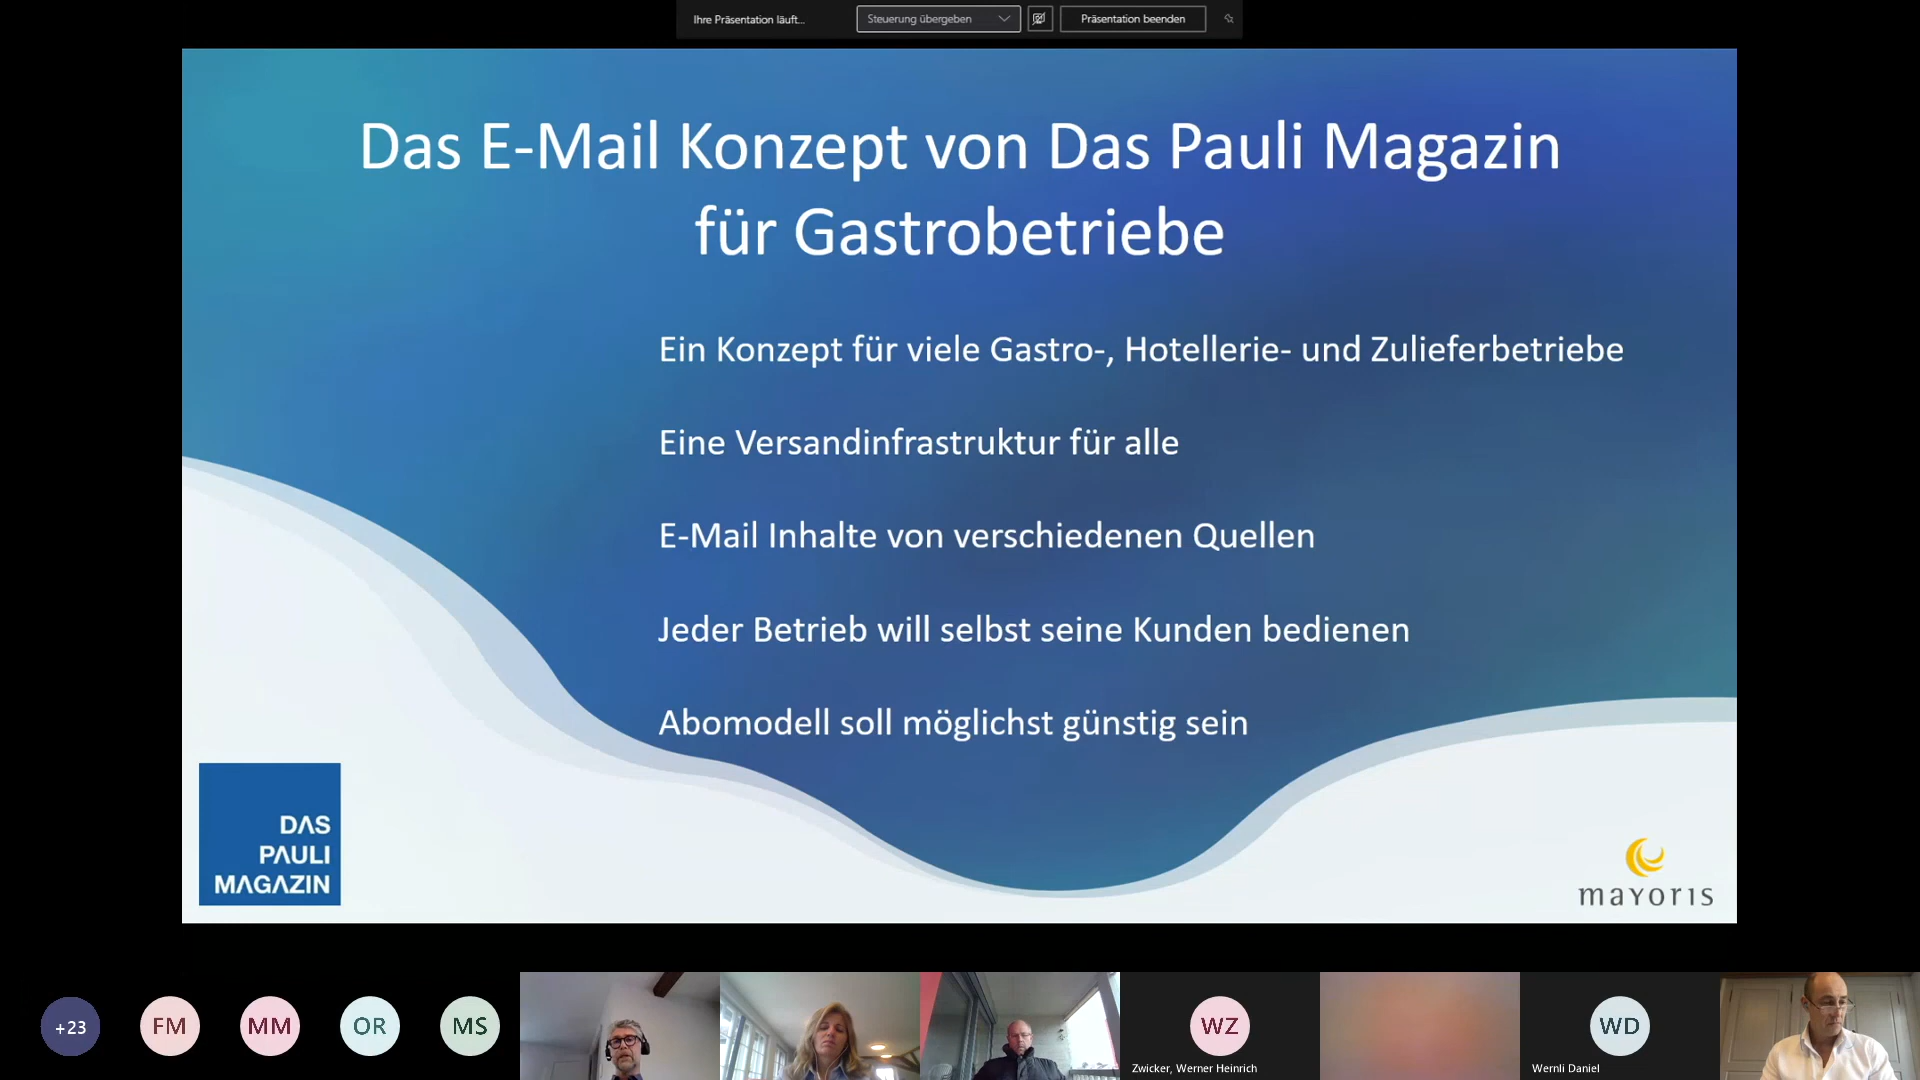 Ihre Präsentation läuft...
Steuerung übergeben
Präsentation beenden
Das E-Mail Konzept von Das Pauli Magazin
für Gastrobetriebe
Ein Konzept für viele Gastro-, Hotellerie- und Zulieferbetriebe
Eine Versandinfrastruktur für alle
E-Mail Inhalte von verschiedenen Quellen
Jeder Betrieb will selbst seine Kunden bedienen
Abomodell soll möglichst günstig sein
DAS
PAULI
MAGAZIN
mayoris
+23
FM
MM
OR
MS
WZ
Zwicker, Werner Heinrich
WD
Wernli Daniel